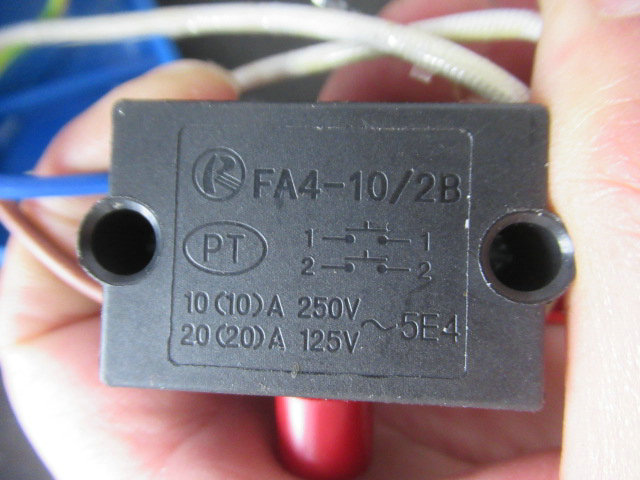 R FA4-10/2B
PT
1 1
2 2
10(10)A 250V
20(20)A 125V ~5E4